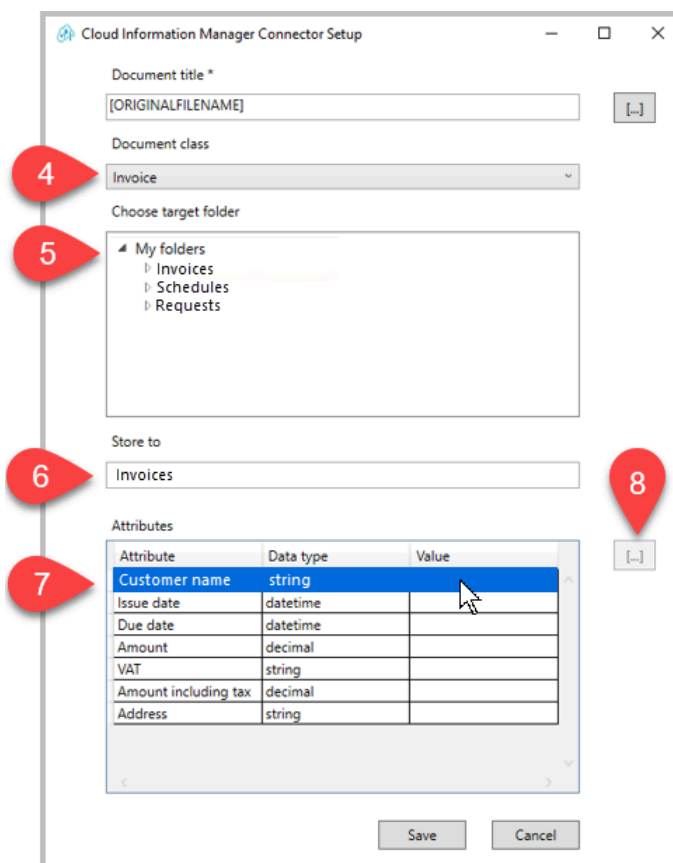 Cloud Information Manager Connector Setup
Document title *
[ORIGINALFILENAME] [...]
Document class
4 Invoice
Choose target folder
5 My folders
Invoices
Schedules
Requests
Store to
6 Invoices
8
Attributes
[...]
Attribute Data type Value
7 Customer name string
Issue date datetime
Due date datetime
Amount decimal
VAT string
Amount including tax decimal
Address string
Save Cancel